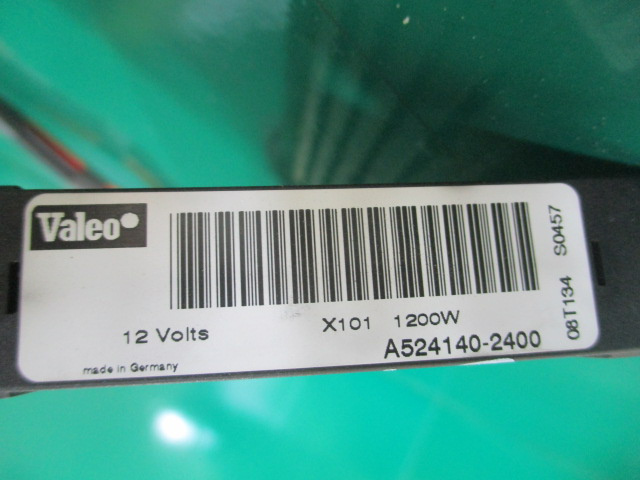 Valeo
12 Volts
X101 1200W
A524140-2400
made in Germany
08T134 S0457